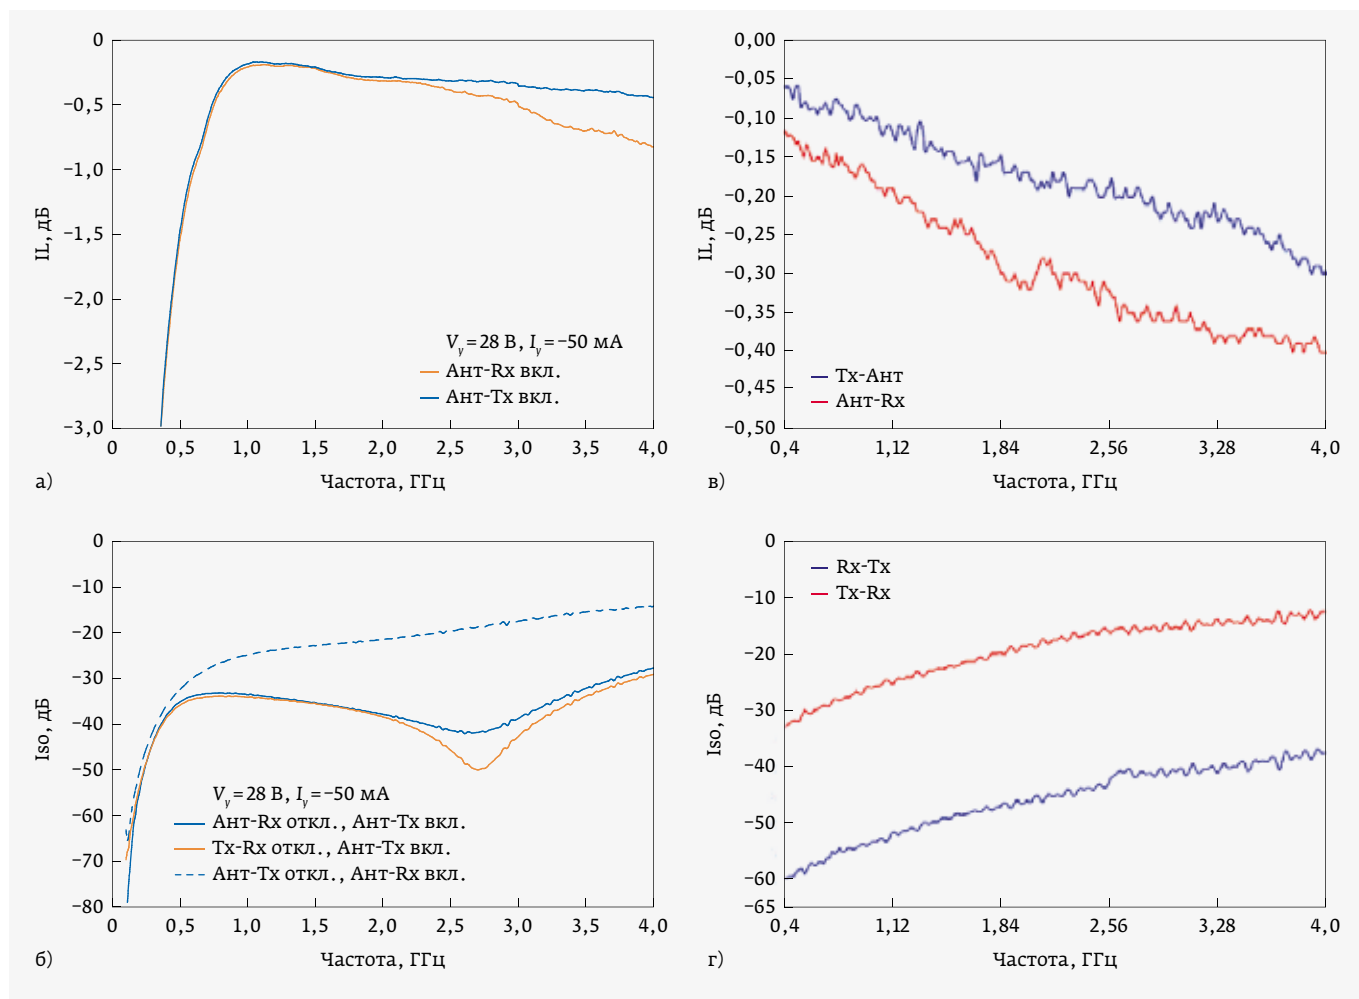 0
−0,5
−1,0
−1,5
−2,0
−2,5
−3,0
IL, дБ
V_y = 28 В, I_y = −50 мА
Ант-Rx вкл.
Ант-Tx вкл.
0 0,5 1,0 1,5 2,0 2,5 3,0 3,5 4,0
Частота, ГГц
а)
0,00
−0,05
−0,10
−0,15
−0,20
−0,25
−0,30
−0,35
−0,40
−0,45
−0,50
IL, дБ
Tx-Ант
Ант-Rx
0,4 1,12 1,84 2,56 3,28 4,0
Частота, ГГц
в)
0
−10
−20
−30
−40
−50
−60
−70
−80
Iso, дБ
V_y = 28 В, I_y = −50 мА
Ант-Rx откл., Ант-Tx вкл.
Tx-Rx откл., Ант-Tx вкл.
Ант-Tx откл., Ант-Rx вкл.
0 0,5 1,5 1,0 1,5 2,0 2,5 3,0 3,5 4,0
Частота, ГГц
б)
0
−10
−20
−30
−40
−50
−60
−65
Iso, дБ
Rx-Tx
Tx-Rx
0,4 1,12 1,84 2,56 3,28 4,0
Частота, ГГц
г)